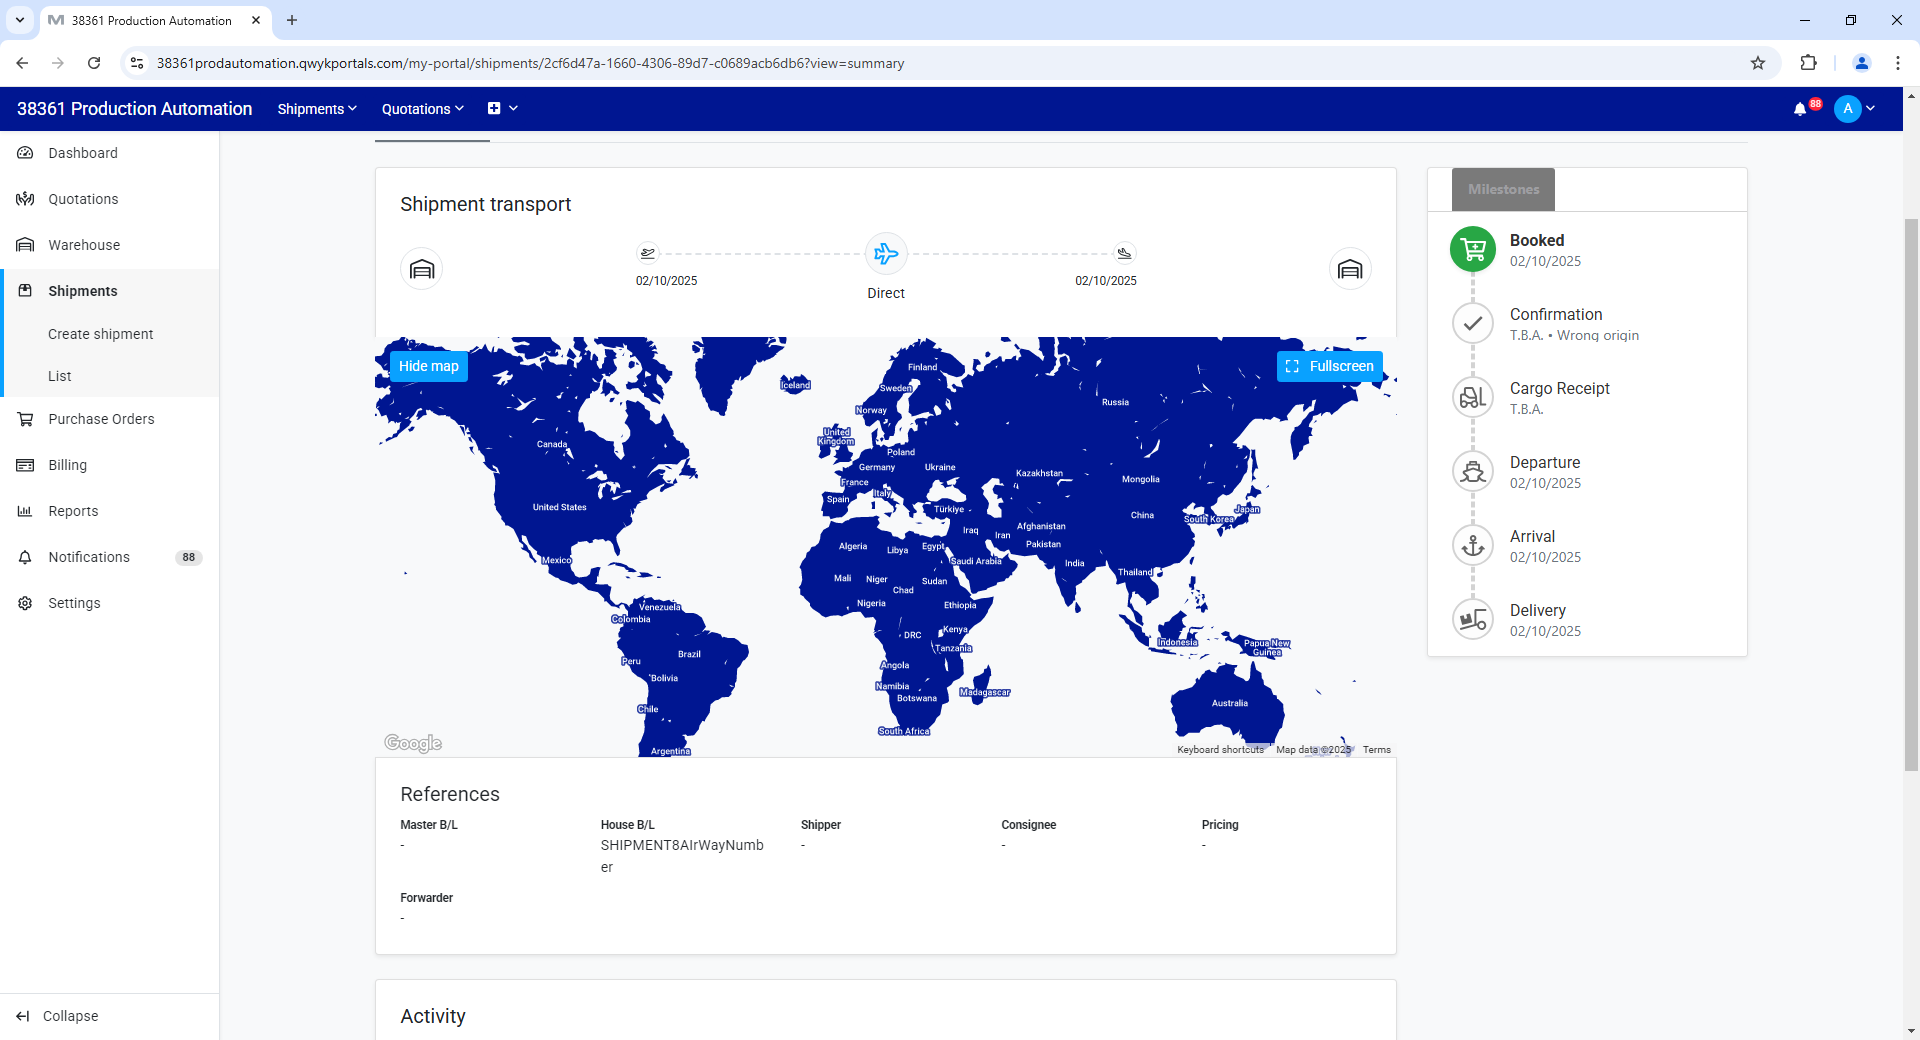 38361 Production Automation
38361prodautomation.qwykportals.com/my-portal/shipments/2cf6d47a-1660-4306-89d7-c0689acb6db6?view=summary
38361 Production Automation
Shipments
Quotations
88
A
Dashboard
Quotations
Warehouse
Shipments
Create shipment
List
Purchase Orders
Billing
Reports
Notifications
88
Settings
Collapse
Shipment transport
02/10/2025
Direct
02/10/2025
Hide map
Fullscreen
Iceland
Finland
Sweden
Norway
Russia
United
Kingdom
Canada
Poland
Germany
Ukraine
France
Kazakhstan
Mongolia
Spain
Italy
United States
Türkiye
China
South Korea
Japan
Iraq
Iran
Afghanistan
Pakistan
Algeria
Libya
Egypt
Mexico
Saudi Arabia
India
Thailand
Mali
Niger
Chad
Sudan
Nigeria
Ethiopia
Venezuela
Colombia
DRC
Kenya
Tanzania
Indonesia
Papua New
Guinea
Peru
Brazil
Angola
Bolivia
Namibia
Botswana
Madagascar
Australia
Chile
South Africa
Argentina
Google
Keyboard shortcuts
Map data ©2025
Terms
References
Master B/L
-
House B/L
SHIPMENT8AIrWayNumb
er
Shipper
-
Consignee
-
Pricing
-
Forwarder
-
Activity
Milestones
Booked
02/10/2025
Confirmation
T.B.A. • Wrong origin
Cargo Receipt
T.B.A.
Departure
02/10/2025
Arrival
02/10/2025
Delivery
02/10/2025